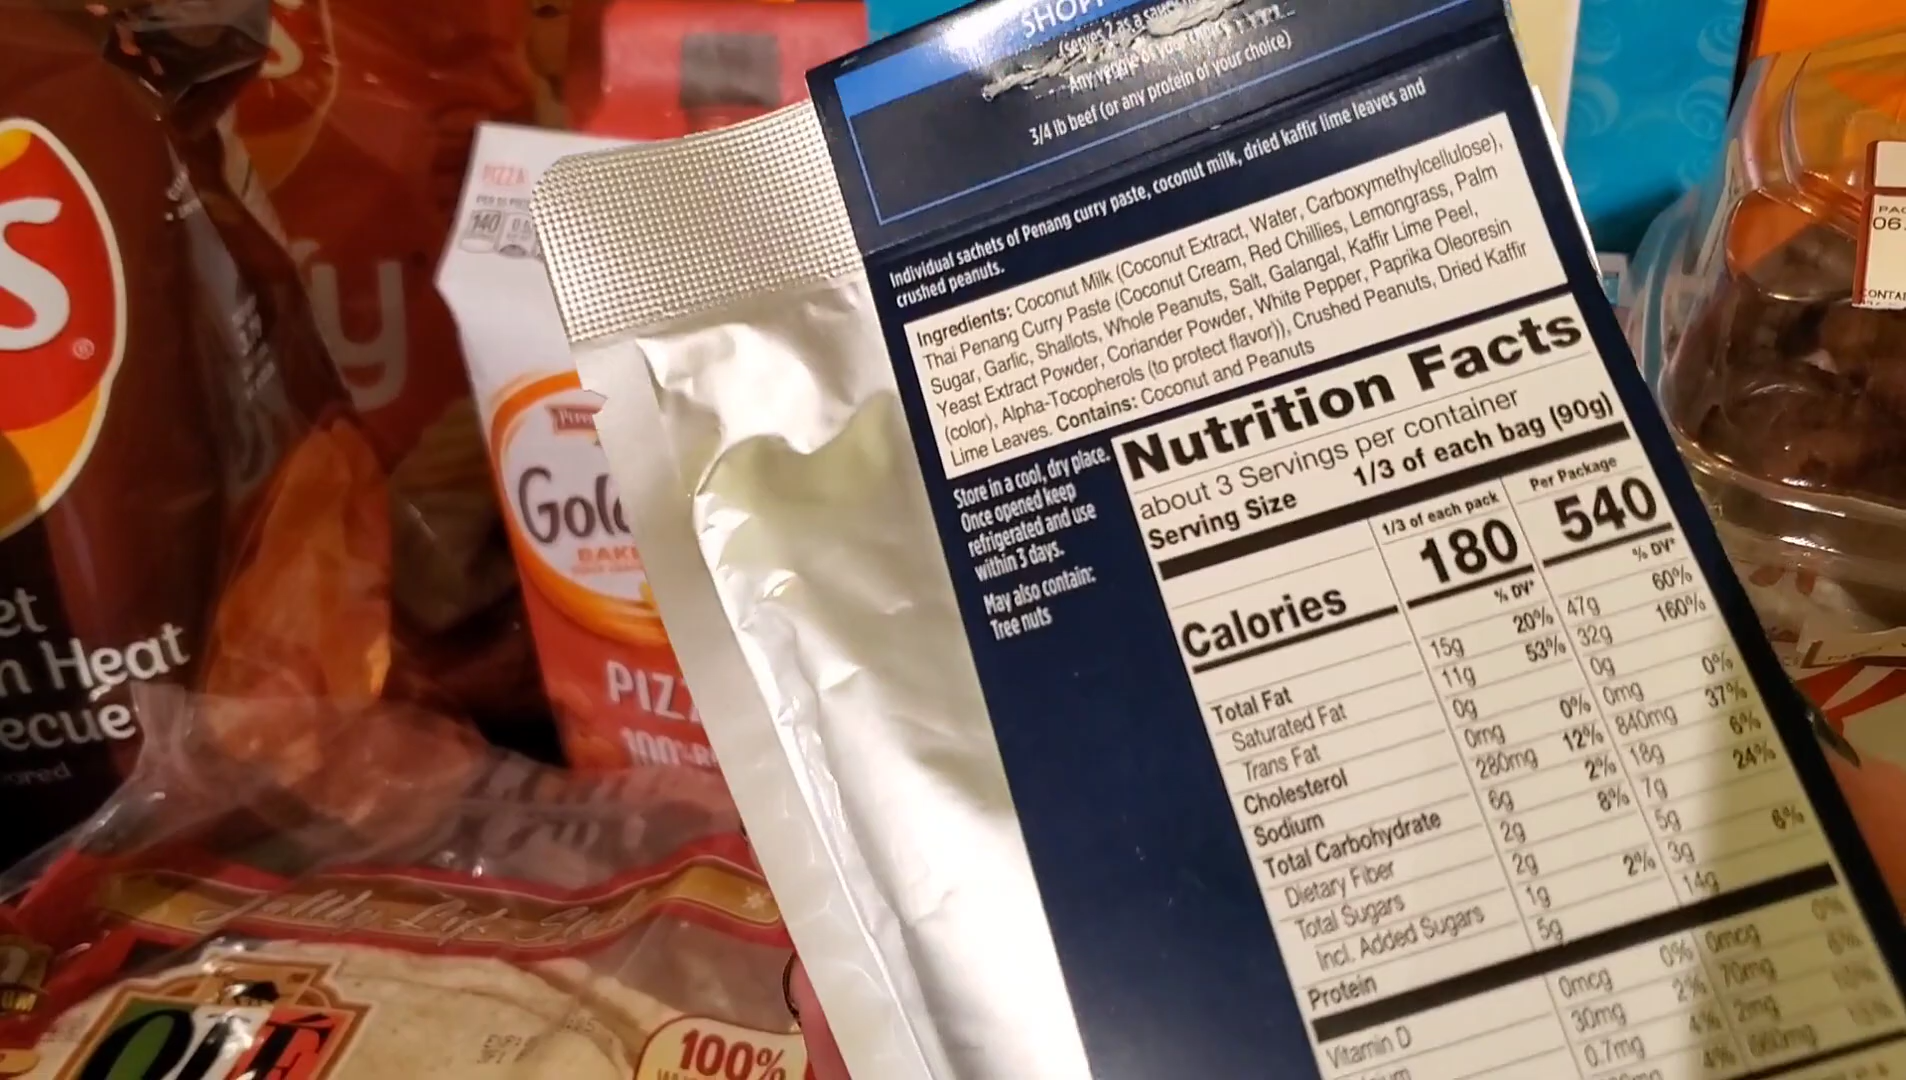 (serves 2 as a
Any veggie of your
3/4 lb beef (or any protein of your choice)
Individual sachets of Penang curry paste, coconut milk, dried kaffir lime leaves and
crushed peanuts.
Ingredients: Coconut Milk (Coconut Extract, Water, Carboxymethylcellulose),
Thai Penang Curry Paste (Coconut Cream, Red Chillies, Lemongrass, Palm
Sugar, Garlic, Shallots, Whole Peanuts, Salt, Galangal, Kaffir Lime Peel,
Yeast Extract Powder, Coriander Powder, White Pepper, Paprika Oleoresin
(color), Alpha-Tocopherols (to protect flavor)), Crushed Peanuts, Dried Kaffir
Lime Leaves. Contains: Coconut and Peanuts
Store in a cool, dry place.
Once opened keep
refrigerated and use
within 3 days.
May also contain:
Tree nuts
Nutrition Facts
about 3 Servings per container
Serving Size 1/3 of each bag (90g)
1/3 of each pack Per Package
Calories 180 540
% DV* % DV*
Total Fat 15g 20% 47g 60%
Saturated Fat 11g 53% 32g 160%
Trans Fat 0g 0g
Cholesterol 0mg 0% 0mg 0%
Sodium 280mg 12% 840mg 37%
Total Carbohydrate 6g 2% 18g 6%
Dietary Fiber 2g 8% 7g 24%
Total Sugars 2g 5g
Incl. Added Sugars 1g 2% 3g 6%
Protein 5g 14g
Vitamin D 0mcg 0% 0mcg 0%
30mg 2% 70mg 6%
0.7mg 4% 2mg
4%
PIZZA
140
Heat
100%
06